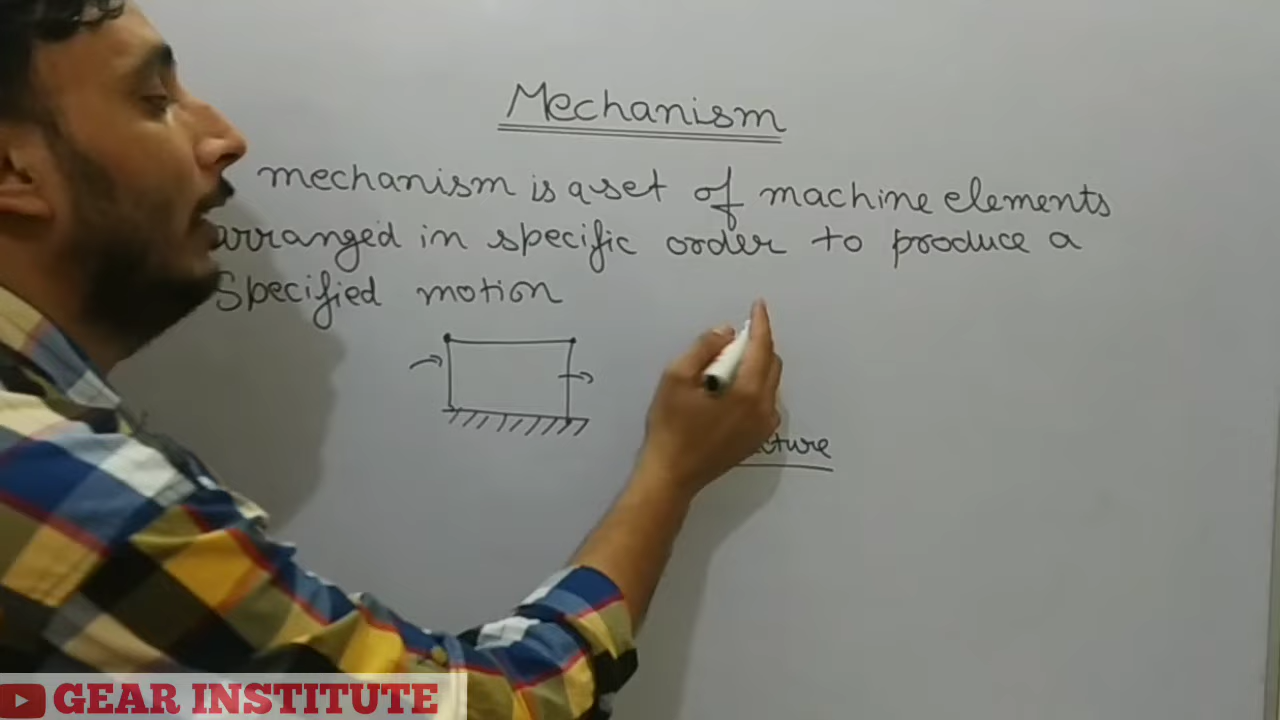 Mechanism
mechanism is a set of machine elements
arranged in specific order to produce a
Specified motion
GEAR INSTITUTE